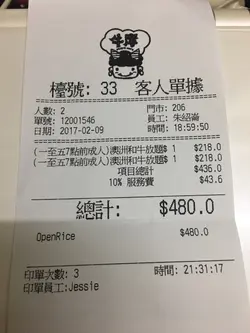 牛摩
檯號: 33 客人單據
人數: 2 門市: 206
單號: 12001546 員工: 朱紹崙
日期: 2017-02-09 時間: 18:59:50
(一至五7點前成人)澳洲和牛放題$ 1 $218.0
(一至五7點前成人)澳洲和牛放題$ 1 $218.0
項目總計: $436.0
10% 服務費 $43.6
總計: $480.0
OpenRice $480.0
印單次數: 3 時間: 21:31:17
印單員工:Jessie